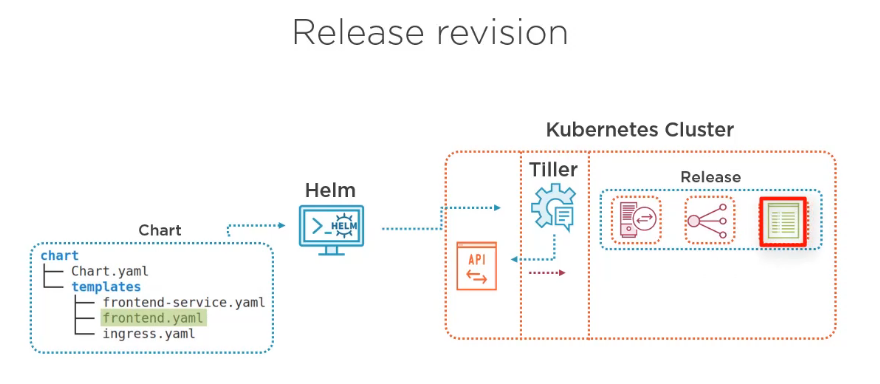 Release revision
Kubernetes Cluster
Tiller
Release
Helm
>_ HELM
Chart
API
chart
Chart.yaml
templates
frontend-service.yaml
frontend.yaml
ingress.yaml